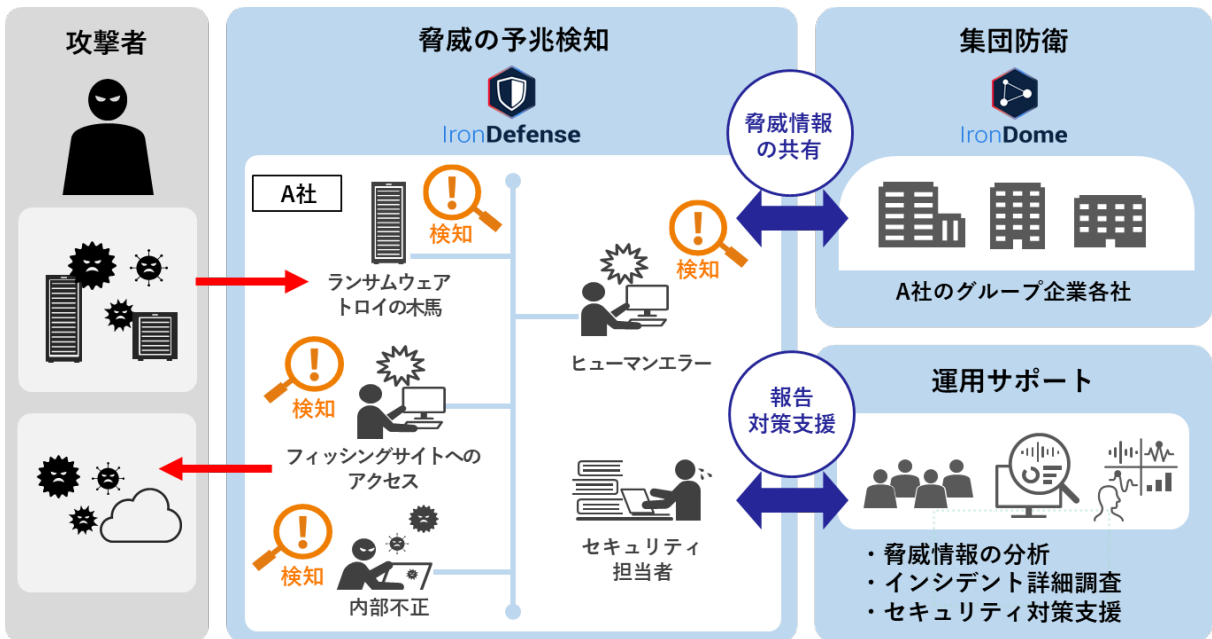 攻撃者
脅威の予兆検知
IronDefense
A社
検知
ランサムウェア
トロイの木馬
検知
ヒューマンエラー
検知
フィッシングサイトへの
アクセス
検知
内部不正
セキュリティ
担当者
脅威情報
の共有
報告
対策支援
集団防衛
IronDome
A社のグループ企業各社
運用サポート
・脅威情報の分析
・インシデント詳細調査
・セキュリティ対策支援